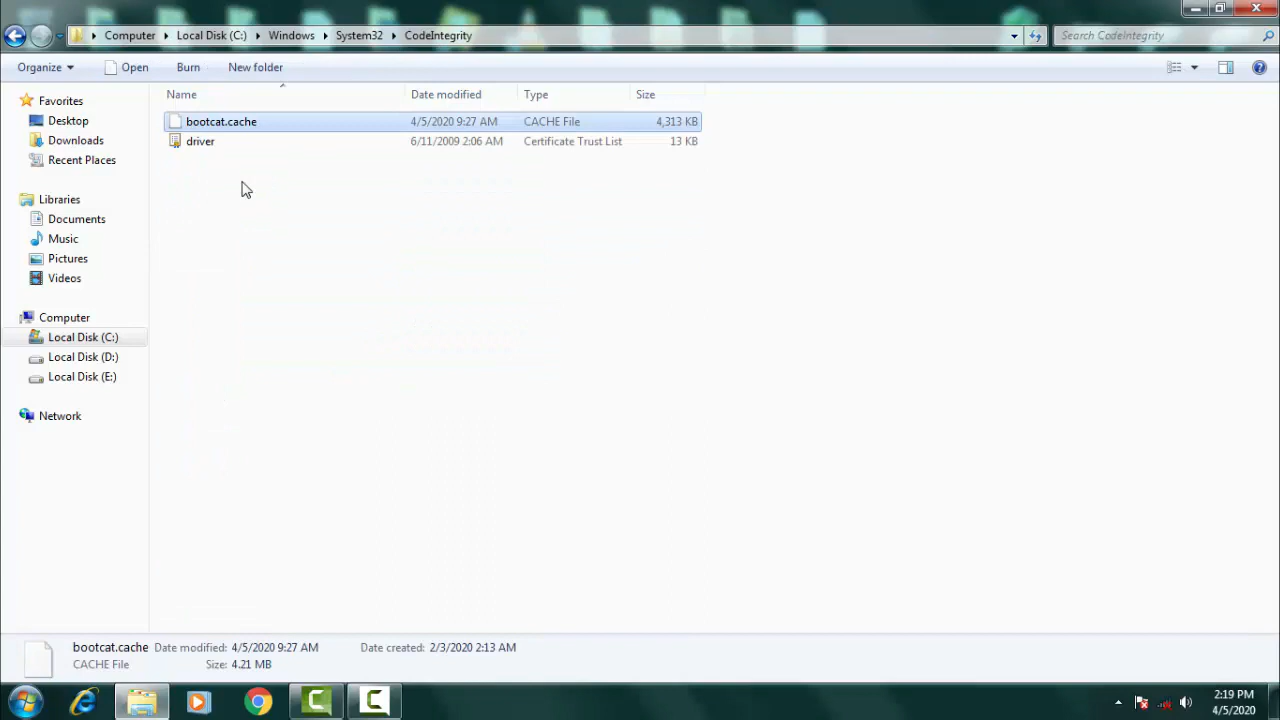 Computer Local Disk (C:) Windows System32 CodeIntegrity Search CodeIntegrity
Organize Open Burn New folder
Name Date modified Type Size
bootcat.cache 4/5/2020 9:27 AM CACHE File 4,313 KB
driver 6/11/2009 2:06 AM Certificate Trust List 13 KB
Favorites
Desktop
Downloads
Recent Places
Libraries
Documents
Music
Pictures
Videos
Computer
Local Disk (C:)
Local Disk (D:)
Local Disk (E:)
Network
bootcat.cache Date modified: 4/5/2020 9:27 AM Date created: 2/3/2020 2:13 AM
CACHE File Size: 4.21 MB
2:19 PM
4/5/2020